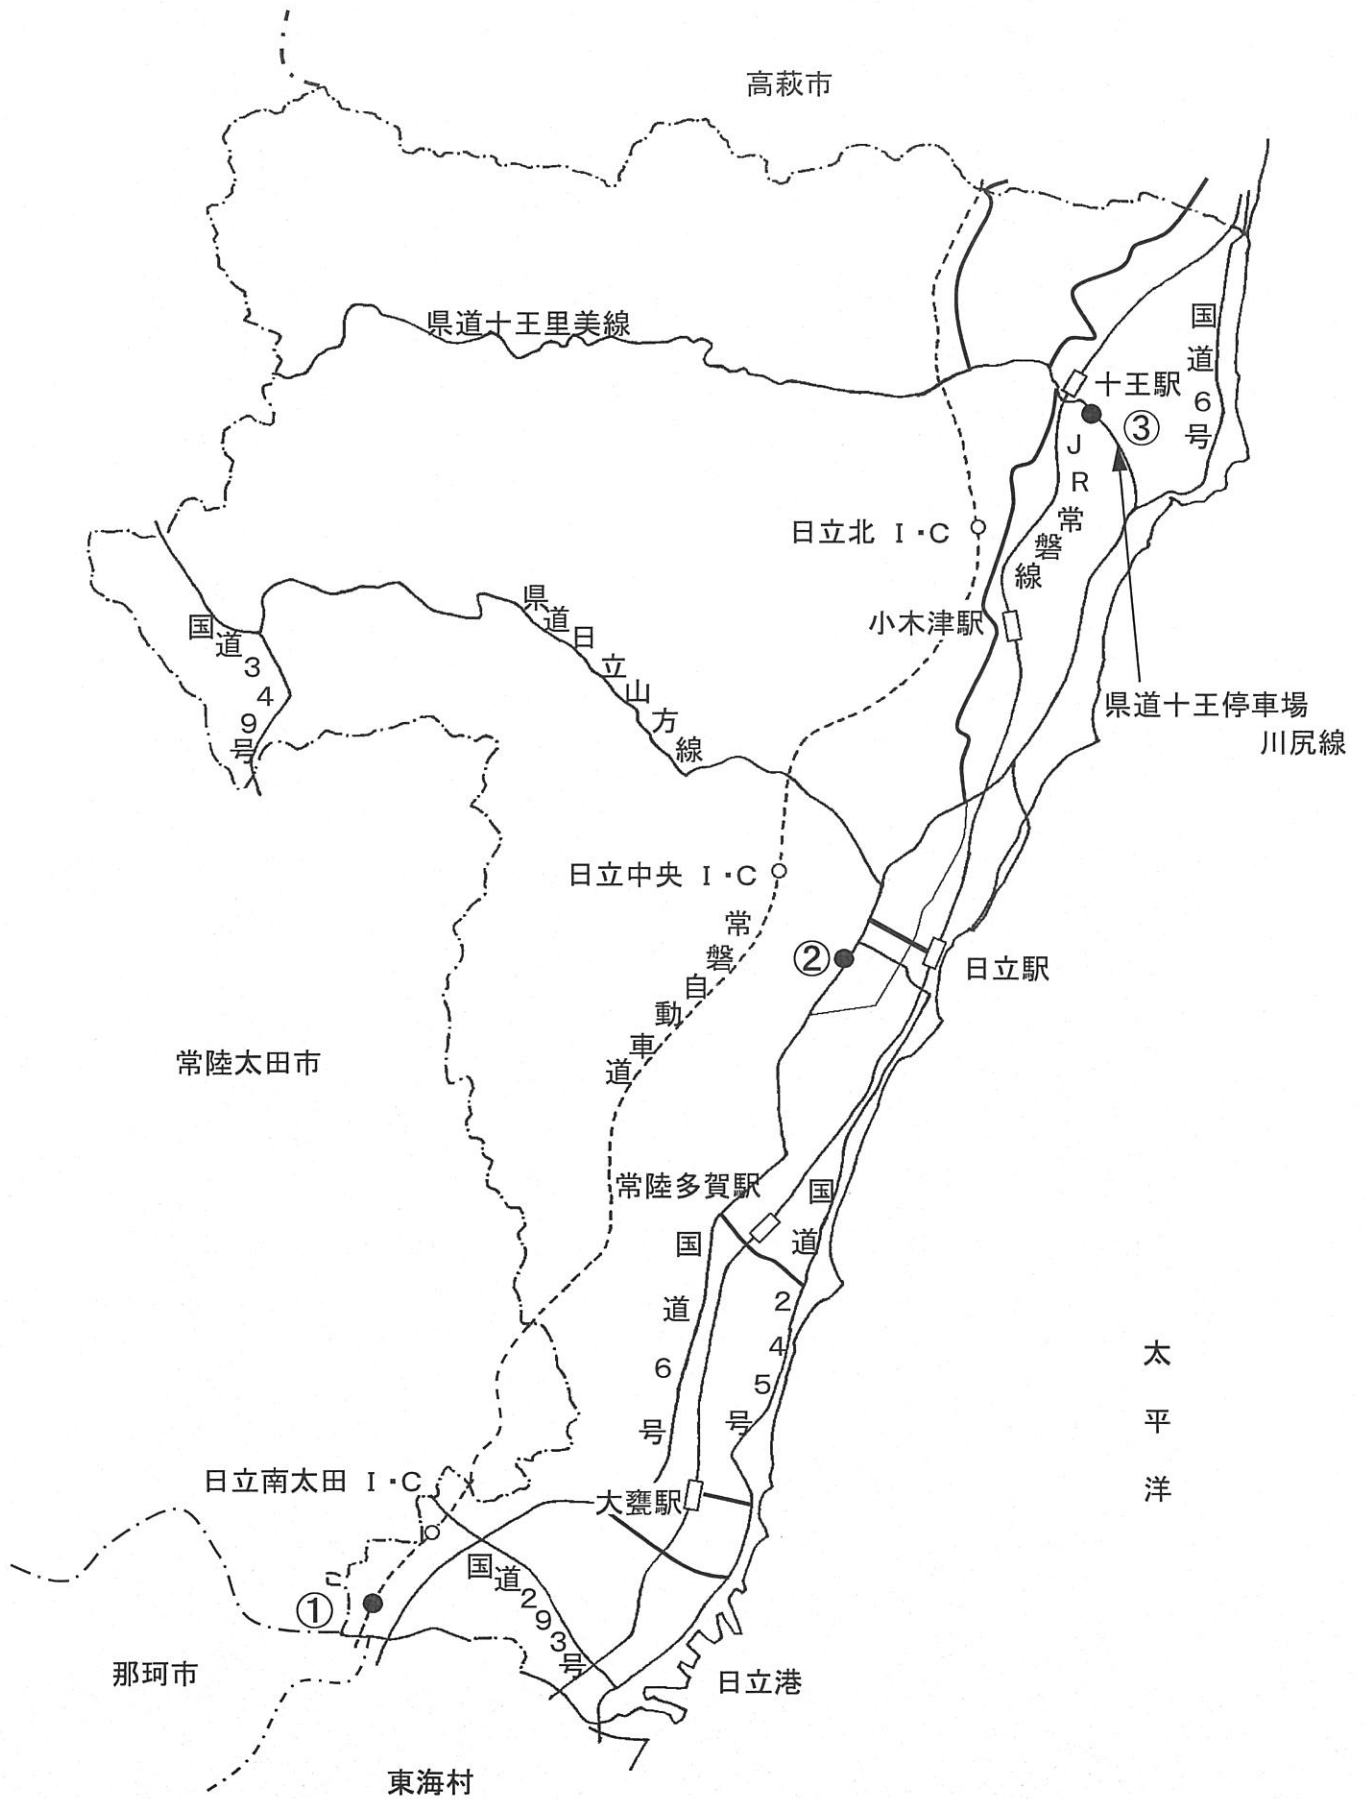 高萩市
県道十王里美線
国道6号
十王駅
③
JR常磐線
日立北 I・C
小木津駅
国道349号
県道日立山方線
県道十王停車場
川尻線
日立中央 I・C
常磐自動車道
②
日立駅
常陸太田市
常陸多賀駅
国道6号
国道245号
太平洋
日立南太田 I・C
大甕駅
国道293号
①
那珂市
日立港
東海村